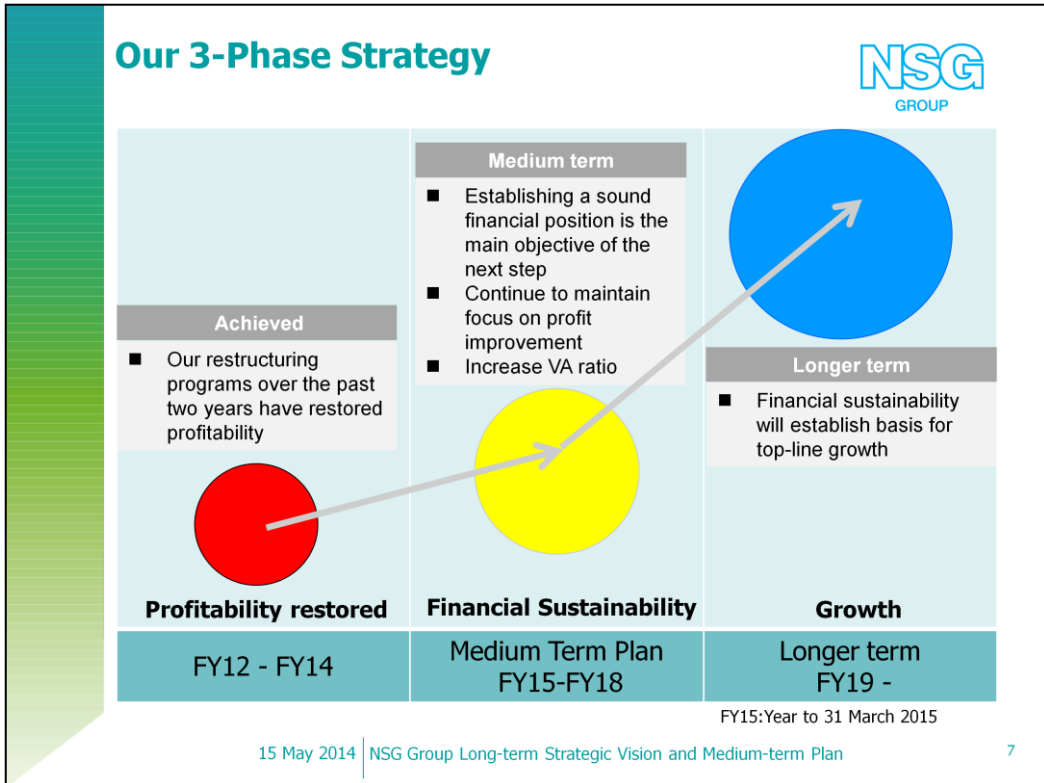 Our 3-Phase Strategy
NSG
GROUP
Achieved
■ Our restructuring
programs over the past
two years have restored
profitability
Medium term
■ Establishing a sound
financial position is the
main objective of the
next step
■ Continue to maintain
focus on profit
improvement
■ Increase VA ratio
Longer term
■ Financial sustainability
will establish basis for
top-line growth
Profitability restored
Financial Sustainability
Growth
FY12 - FY14
Medium Term Plan
FY15-FY18
Longer term
FY19 -
FY15:Year to 31 March 2015
15 May 2014 NSG Group Long-term Strategic Vision and Medium-term Plan 7